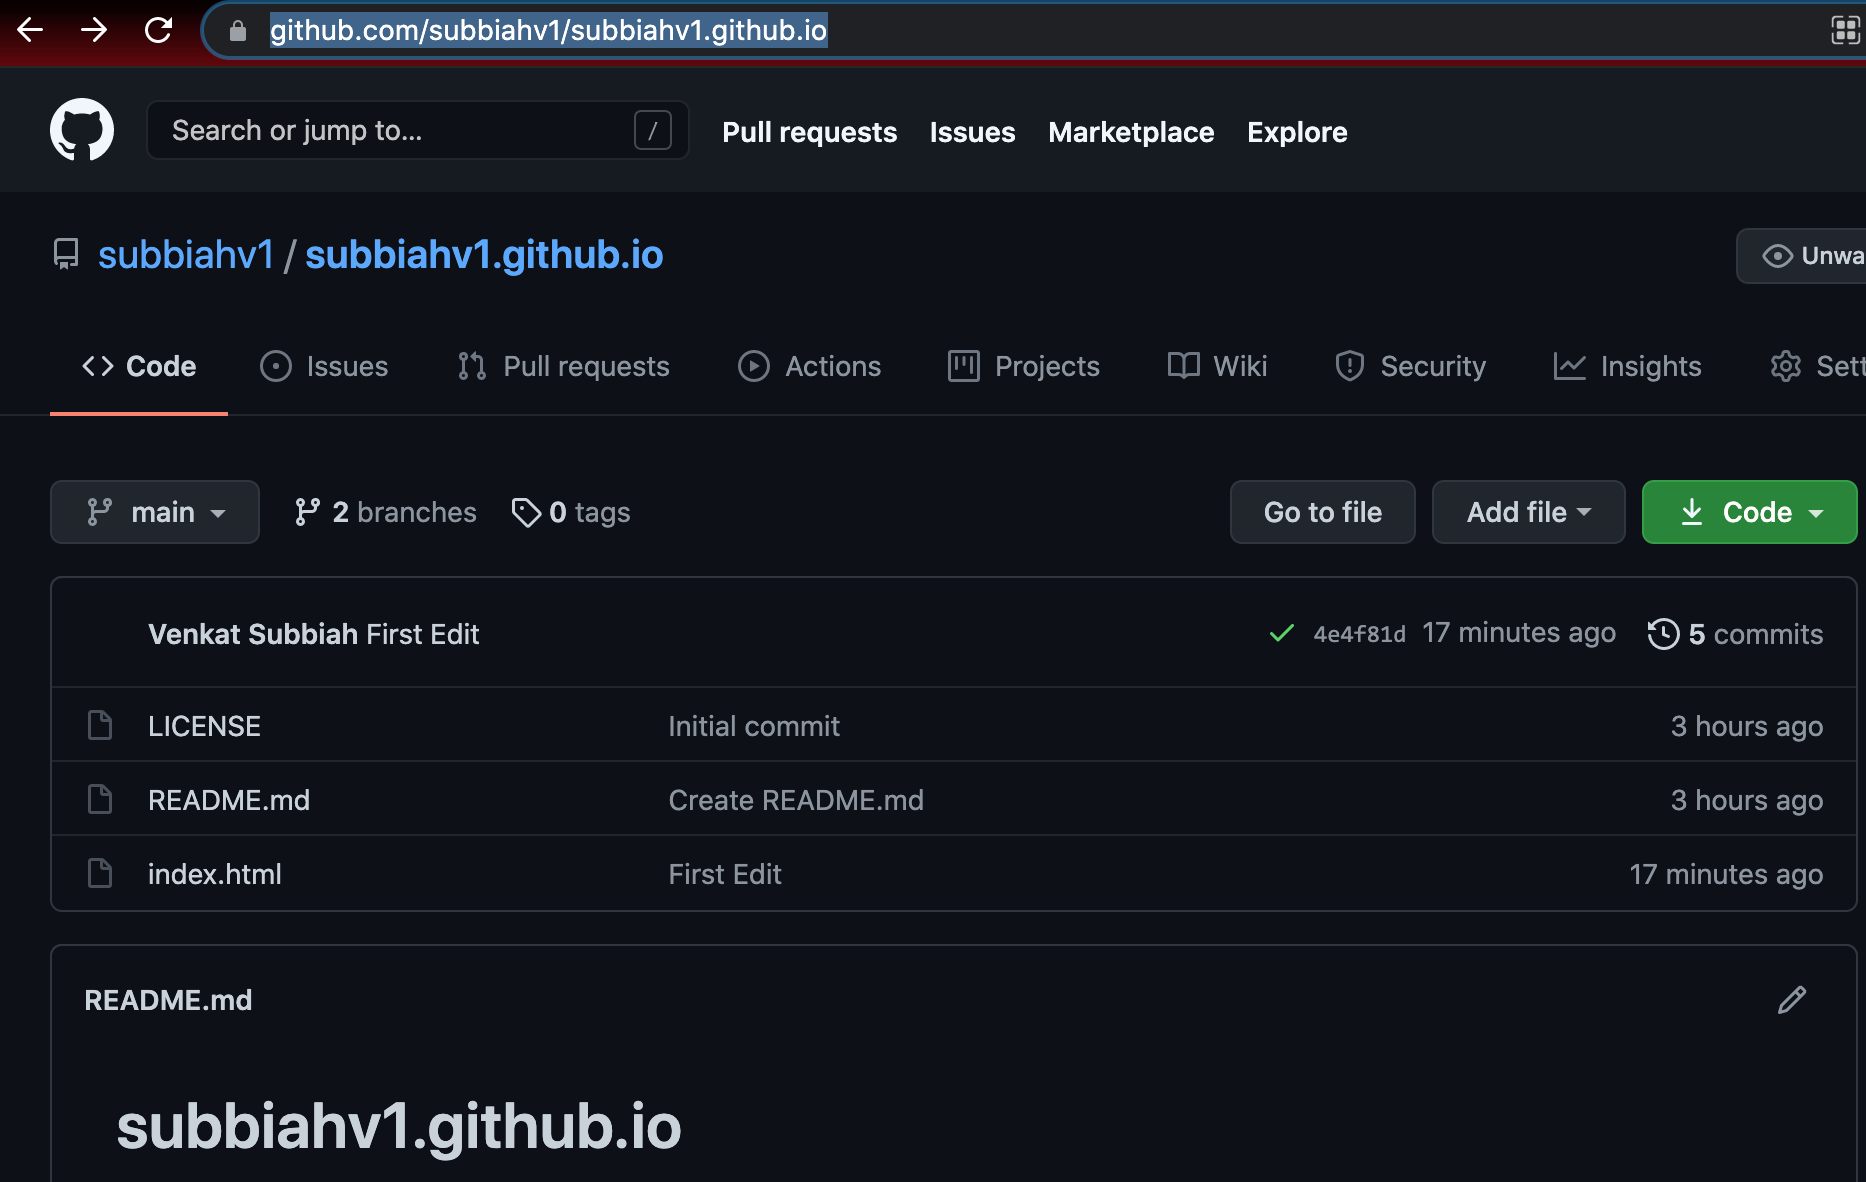 github.com/subbiahv1/subbiahv1.github.io
Search or jump to... /
Pull requests Issues Marketplace Explore
subbiahv1 / subbiahv1.github.io
Unwa
Code Issues Pull requests Actions Projects Wiki Security Insights Sett
main 2 branches 0 tags Go to file Add file Code
Venkat Subbiah First Edit 4e4f81d 17 minutes ago 5 commits
LICENSE Initial commit 3 hours ago
README.md Create README.md 3 hours ago
index.html First Edit 17 minutes ago
README.md
subbiahv1.github.io